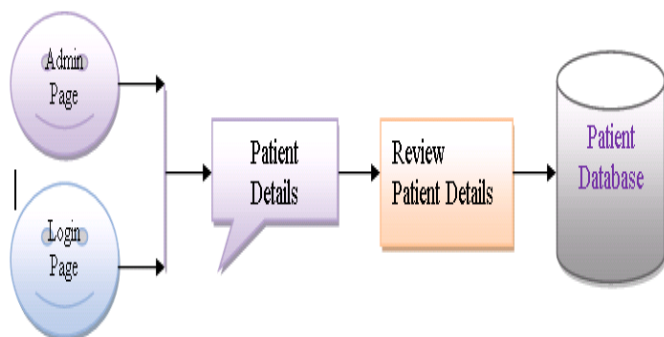 Admin
Page
Login
Page
Patient
Details
Review
Patient Details
Patient
Database